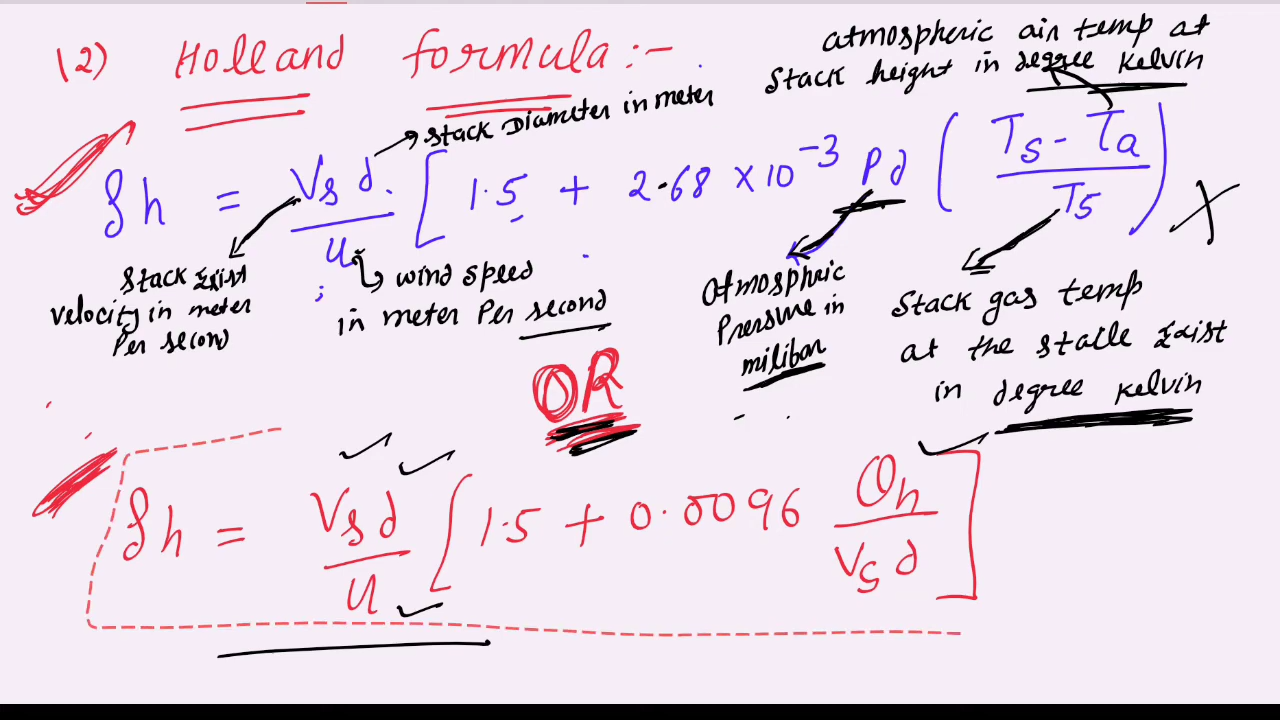 (2) Holland formula:-
atmospheric air temp at
stack height in degree kelvin
stack Diameter in meter
δh = Vs d. / u [ 1.5 + 2.68 × 10⁻³ Pd ( Ts - Ta / Ts )
stack Exist
velocity in meter
Per second
wind speed
in meter Per second
Atmospheric
Pressure in
milibar
Stack gas temp
at the stalle Exist
in degree kelvin
OR
δh = Vs d / u [ 1.5 + 0.0096 Qh / Vs d ]